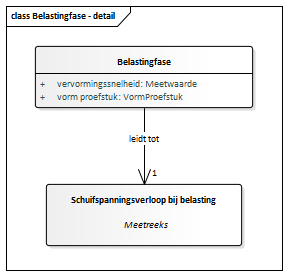 class Belastingfase - detail
Belastingfase
+ vervormingssnelheid: Meetwaarde
+ vorm proefstuk: VormProefstuk
leidt tot
1
Schuifspanningsverloop bij belasting
Meetreeks